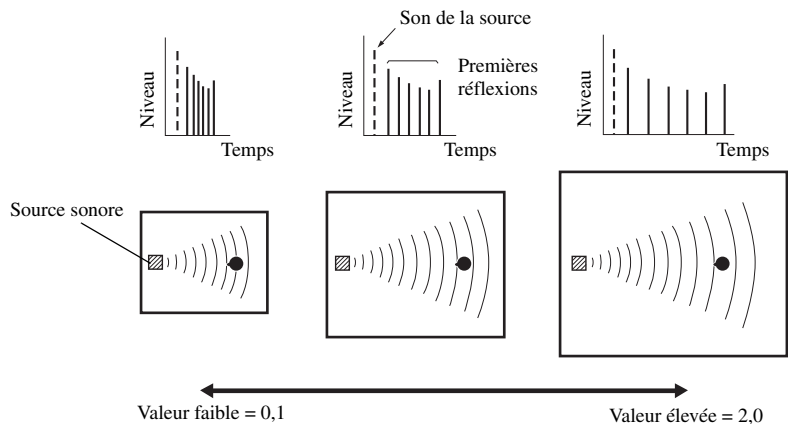 Son de la source
Premières
réflexions
Niveau
Temps
Niveau
Temps
Niveau
Temps
Source sonore
Valeur faible = 0,1
Valeur élevée = 2,0